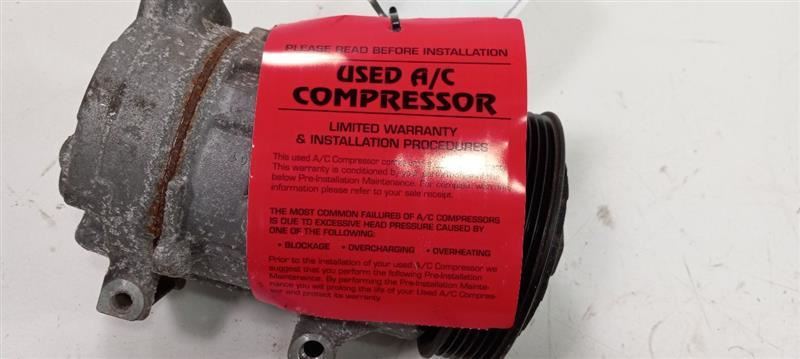 PLEASE READ BEFORE INSTALLATION
USED A/C
COMPRESSOR
LIMITED WARRANTY
& INSTALLATION PROCEDURES
This used A/C Compressor
This warranty is conditioned by
below Pre-Installation Maintenance. For complete warranty
information please refer to your sale receipt.
THE MOST COMMON FAILURES OF A/C COMPRESSORS
IS DUE TO EXCESSIVE HEAD PRESSURE CAUSED BY
ONE OF THE FOLLOWING:
• BLOCKAGE • OVERCHARGING • OVERHEATING
Prior to the installation of your used A/C Compressor we
suggest that you perform the following Pre-Installation
Maintenance. By performing the Pre-Installation Mainte-
nance you will prolong the life of your Used A/C Compres-
sor and protect its warranty.